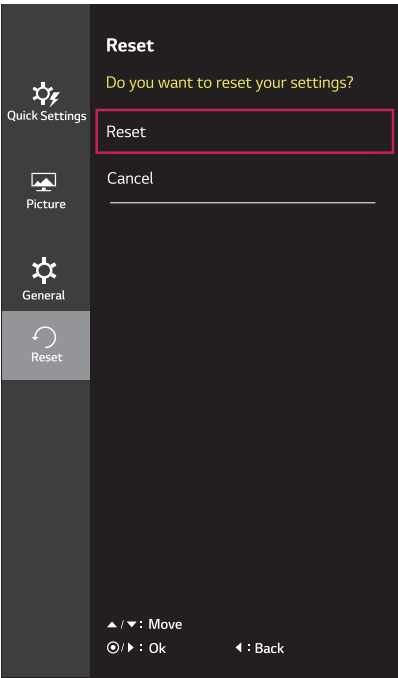 Reset
Do you want to reset your settings?
Quick Settings
Reset
Cancel
Picture
General
Reset
▲/▼: Move
⦿/▶ : Ok
◀ : Back